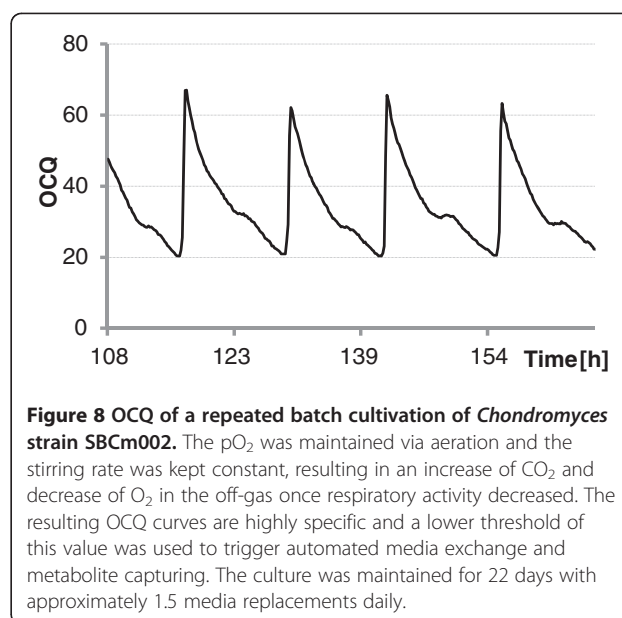 80
60
40
20
0
OCQ
108
123
139
154
Time[h]
Figure 8 OCQ of a repeated batch cultivation of Chondromyces
strain SBCm002. The pO₂ was maintained via aeration and the
stirring rate was kept constant, resulting in an increase of CO₂ and
decrease of O₂ in the off-gas once respiratory activity decreased. The
resulting OCQ curves are highly specific and a lower threshold of
this value was used to trigger automated media exchange and
metabolite capturing. The culture was maintained for 22 days with
approximately 1.5 media replacements daily.